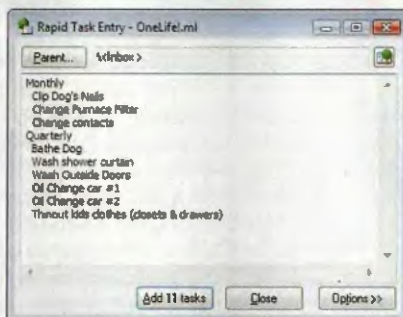 Rapid Task Entry - OneLife!.ml
Parent... \<Inbox>
Monthly
Clip Dog's Nails
Change Furnace Filter
Change contacts
Quarterly
Bathe Dog
Wash shower curtain
Wash Outside Doors
Oil Change car #1
Oil Change car #2
Thinout kids clothes (closets & drawers)
Add 11 tasks Close Options >>